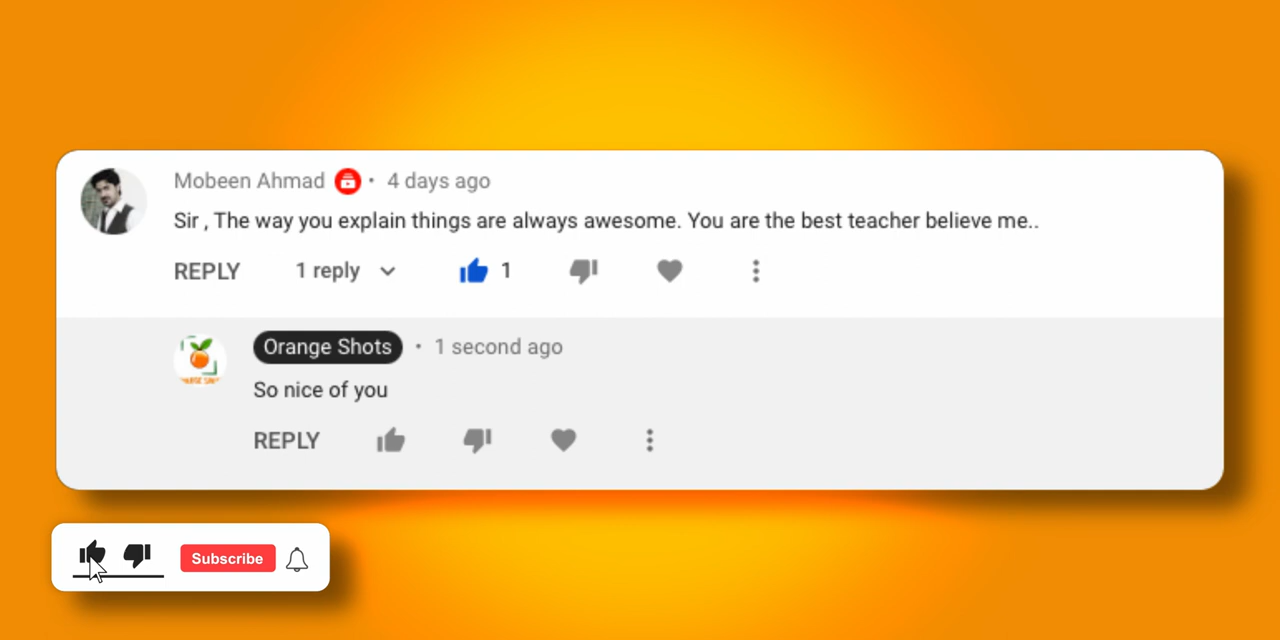 Mobeen Ahmad • 4 days ago
Sir , The way you explain things are always awesome. You are the best teacher believe me..
REPLY 1 reply 1
Orange Shots • 1 second ago
So nice of you
REPLY
Subscribe